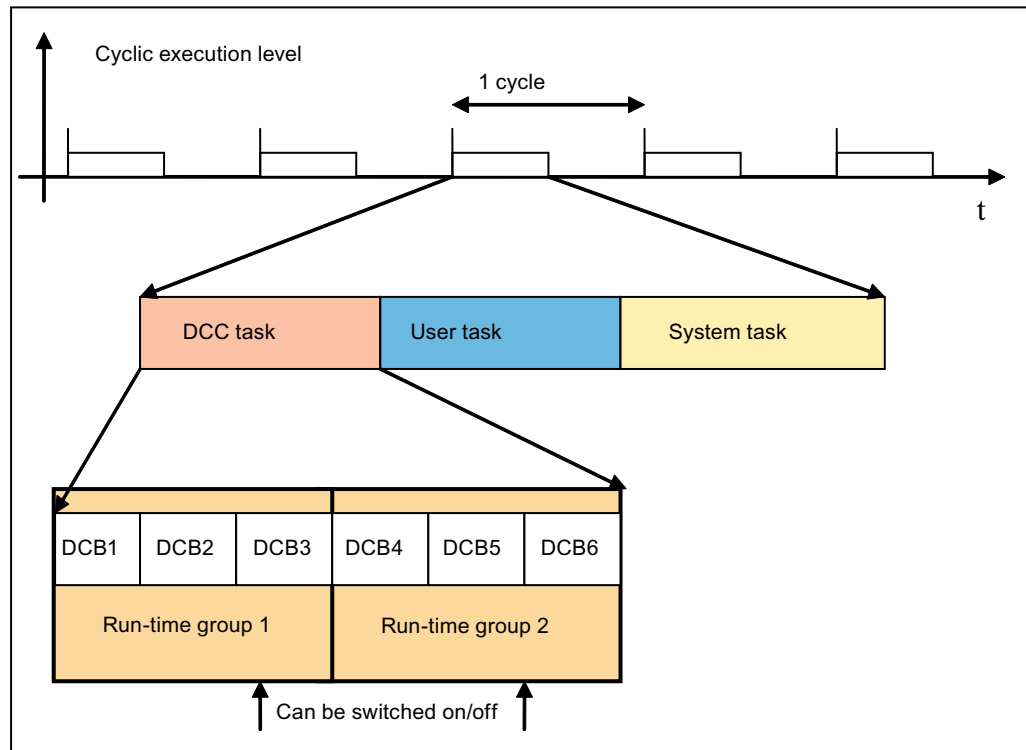 Cyclic execution level
1 cycle
t
DCC task User task System task
DCB1 DCB2 DCB3 DCB4 DCB5 DCB6
Run-time group 1 Run-time group 2
Can be switched on/off